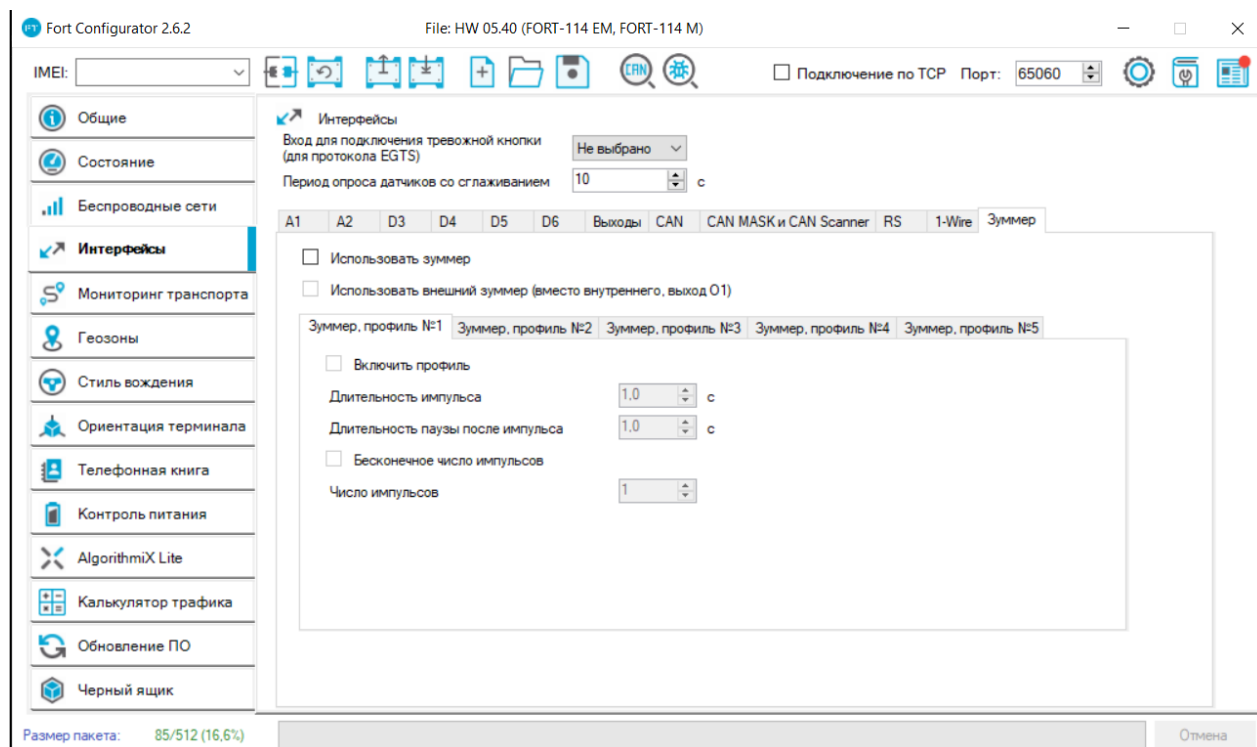 FT Fort Configurator 2.6.2 File: HW 05.40 (FORT-114 EM, FORT-114 M)
IMEI: CAN Подключение по TCP Порт: 65060
Общие
Состояние
Беспроводные сети
Интерфейсы
Мониторинг транспорта
Геозоны
Стиль вождения
Ориентация терминала
Телефонная книга
Контроль питания
AlgorithmiX Lite
Калькулятор трафика
Обновление ПО
Черный ящик
Интерфейсы
Вход для подключения тревожной кнопки
(для протокола EGTS) Не выбрано
Период опроса датчиков со сглаживанием 10 с
A1 A2 D3 D4 D5 D6 Выходы CAN CAN MASK и CAN Scanner RS 1-Wire Зуммер
Использовать зуммер
Использовать внешний зуммер (вместо внутреннего, выход O1)
Зуммер, профиль №1 Зуммер, профиль №2 Зуммер, профиль №3 Зуммер, профиль №4 Зуммер, профиль №5
Включить профиль
Длительность импульса 1,0 с
Длительность паузы после импульса 1,0 с
Бесконечное число импульсов
Число импульсов 1
Размер пакета: 85/512 (16,6%) Отмена